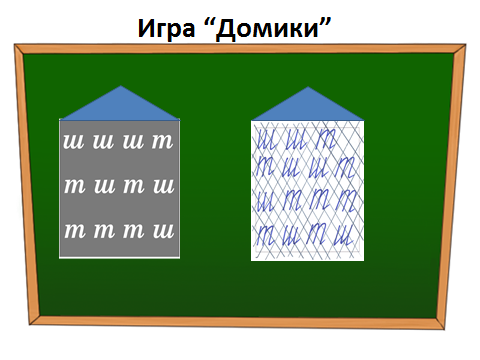 Игра “Домики”
ш ш ш т
т ш т ш
т т т ш
ш ш т
т ш ш т
ш т т т
т ш т ш